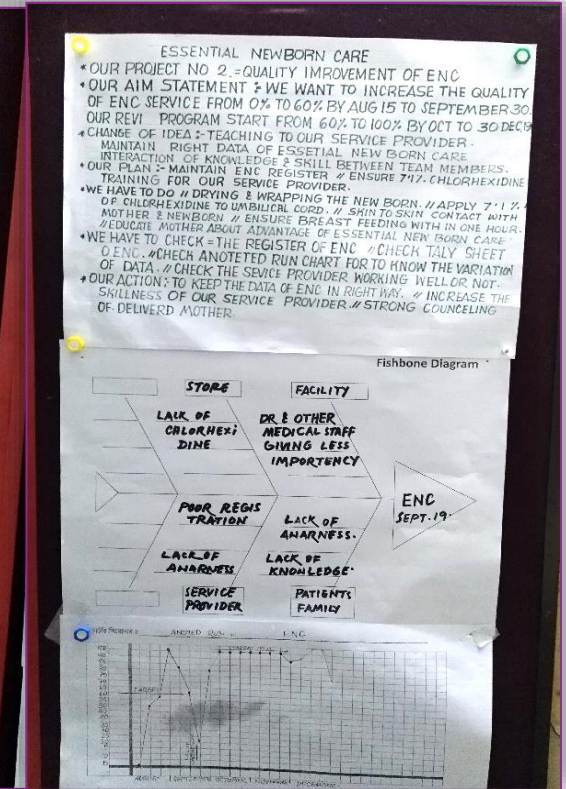 ESSENTIAL NEWBORN CARE
* OUR PROJECT NO 2.=QUALITY IMROVEMENT OF ENC
* OUR AIM STATEMENT :- WE WANT TO INCREASE THE QUALITY
OF ENC SERVICE FROM 0% TO 60% BY AUG 15 TO SEPTEMBER 30.
OUR REVI PROGRAM START FROM 60% TO 100% BY OCT TO 30 DEC 19
* CHANGE OF IDEA :- TEACHING TO OUR SERVICE PROVIDER.
MAINTAIN RIGHT DATA OF ESSETIAL NEW BORN CARE
INTERACTION OF KNOWLEDGE & SKILL BETWEEN TEAM MEMBERS.
* OUR PLAN :- MAINTAIN ENC REGISTER // ENSURE 7.1%. CHLORHEXIDINE
TRAINING FOR OUR SERVICE PROVIDER.
* WE HAVE TO DO // DRYING & WRAPPING THE NEW BORN. // APPLY 7.1 %
OF CHLORHEXIDINE TO UMBILICAL CORD. // SKIN TO SKIN CONTACT WITH
MOTHER & NEWBORN // ENSURE BREAST FEEDING WITH IN ONE HOUR.
// EDUCATE MOTHER ABOUT ADVANTAGE OF ESSENTIAL NEW BORN CARE
* WE HAVE TO CHECK = THE REGISTER OF ENC // CHECK TALY SHEET
O ENC. // CHECK ANOTETED RUN CHART FOR TO KNOW THE VARIATION
OF DATA. // CHECK THE SEVICE PROVIDER WORKING WELL OR NOT.
* OUR ACTION: TO KEEP THE DATA OF ENC IN RIGHT WAY. // INCREASE THE
SKILLNESS OF OUR SERVICE PROVIDER. // STRONG COUNCELING
OF DELIVERD MOTHER.
Fishbone Diagram
STORE
FACILITY
LACK OF
CHLORHEXI
DINE
DR & OTHER
MEDICAL STAFF
GIVING LESS
IMPORTENCY
ENC
SEPT.19.
POOR REGIS
TRATION
LACK OF
ANARNESS.
LACK OF
ANARNESS
LACK OF
KNOWLEDGE.
SERVICE
PROVIDER
PATIENTS
FAMILY
ENC
TARGET